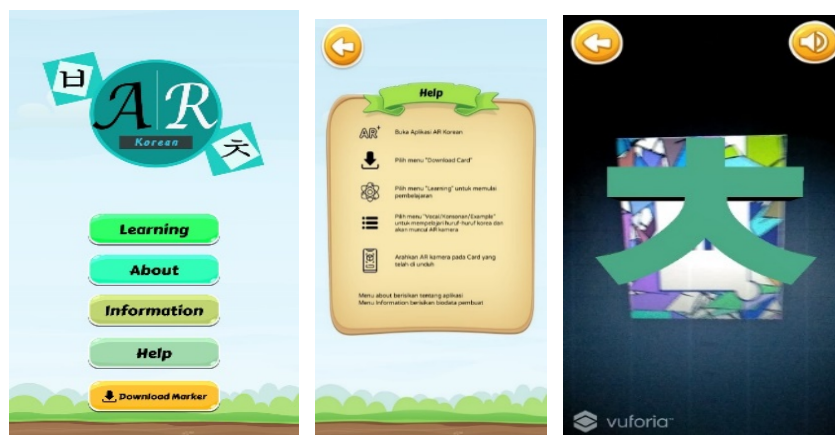 ㅂ
AR
Korean
ㅊ
Learning
About
Information
Help
Download Marker
Help
AR+
Buka Aplikasi AR Korean
Pilih menu "Download Card"
Pilih menu "Learning" untuk memulai
pembelajaran
Pilih menu "Vocal/Konsonan/Example"
untuk mempelajari huruf-huruf korea dan
akan muncul AR kamera
Arahkan AR kamera pada Card yang
telah di unduh
Menu about berisikan tentang aplikasi
Menu Information berisikan biodata pembuat
ㅊ
vuforia™